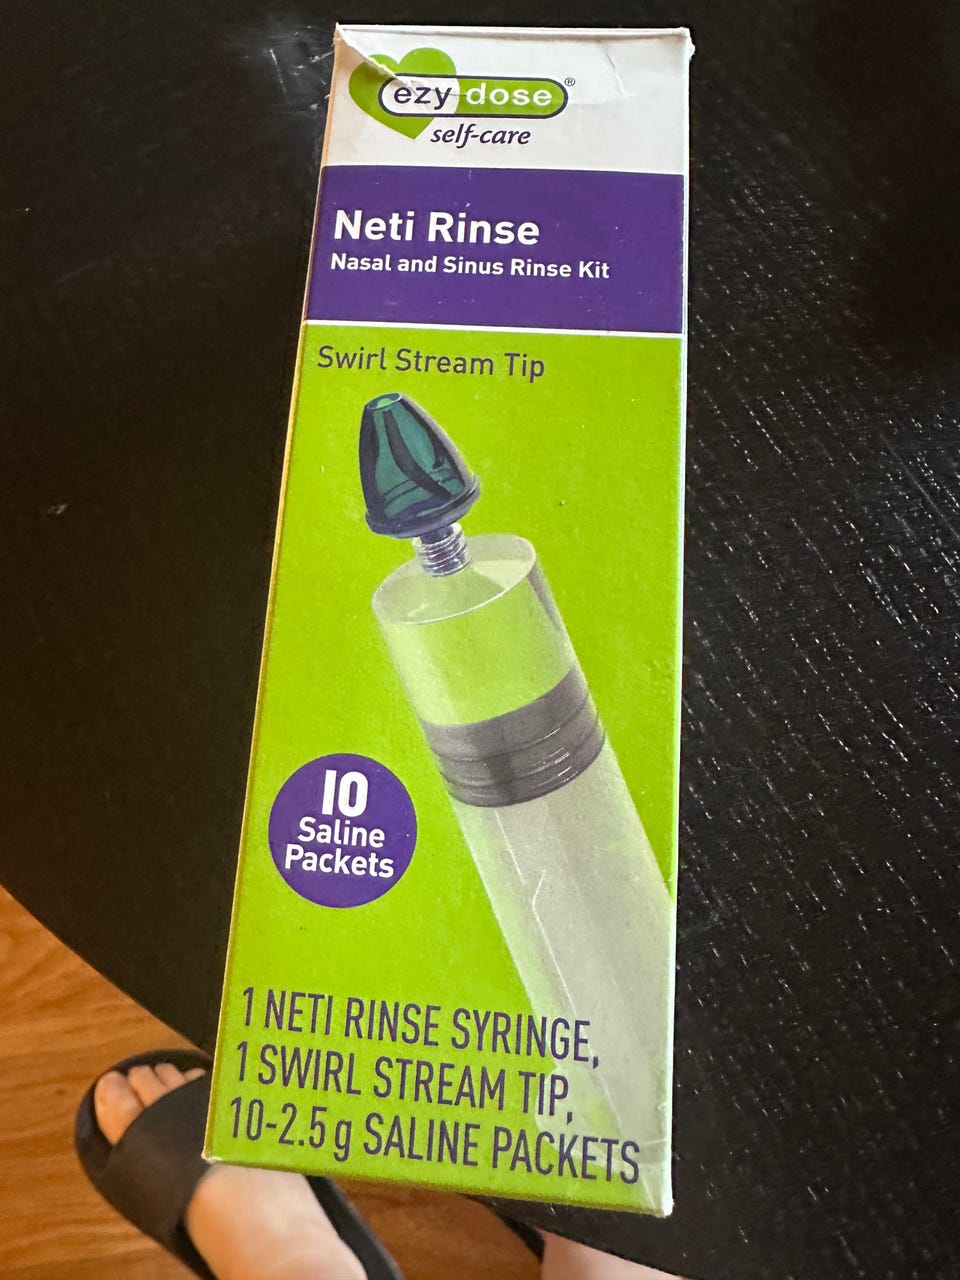 ezy dose®
self-care
Neti Rinse
Nasal and Sinus Rinse Kit
Swirl Stream Tip
10
Saline
Packets
1 NETI RINSE SYRINGE,
1 SWIRL STREAM TIP,
10-2.5 g SALINE PACKETS